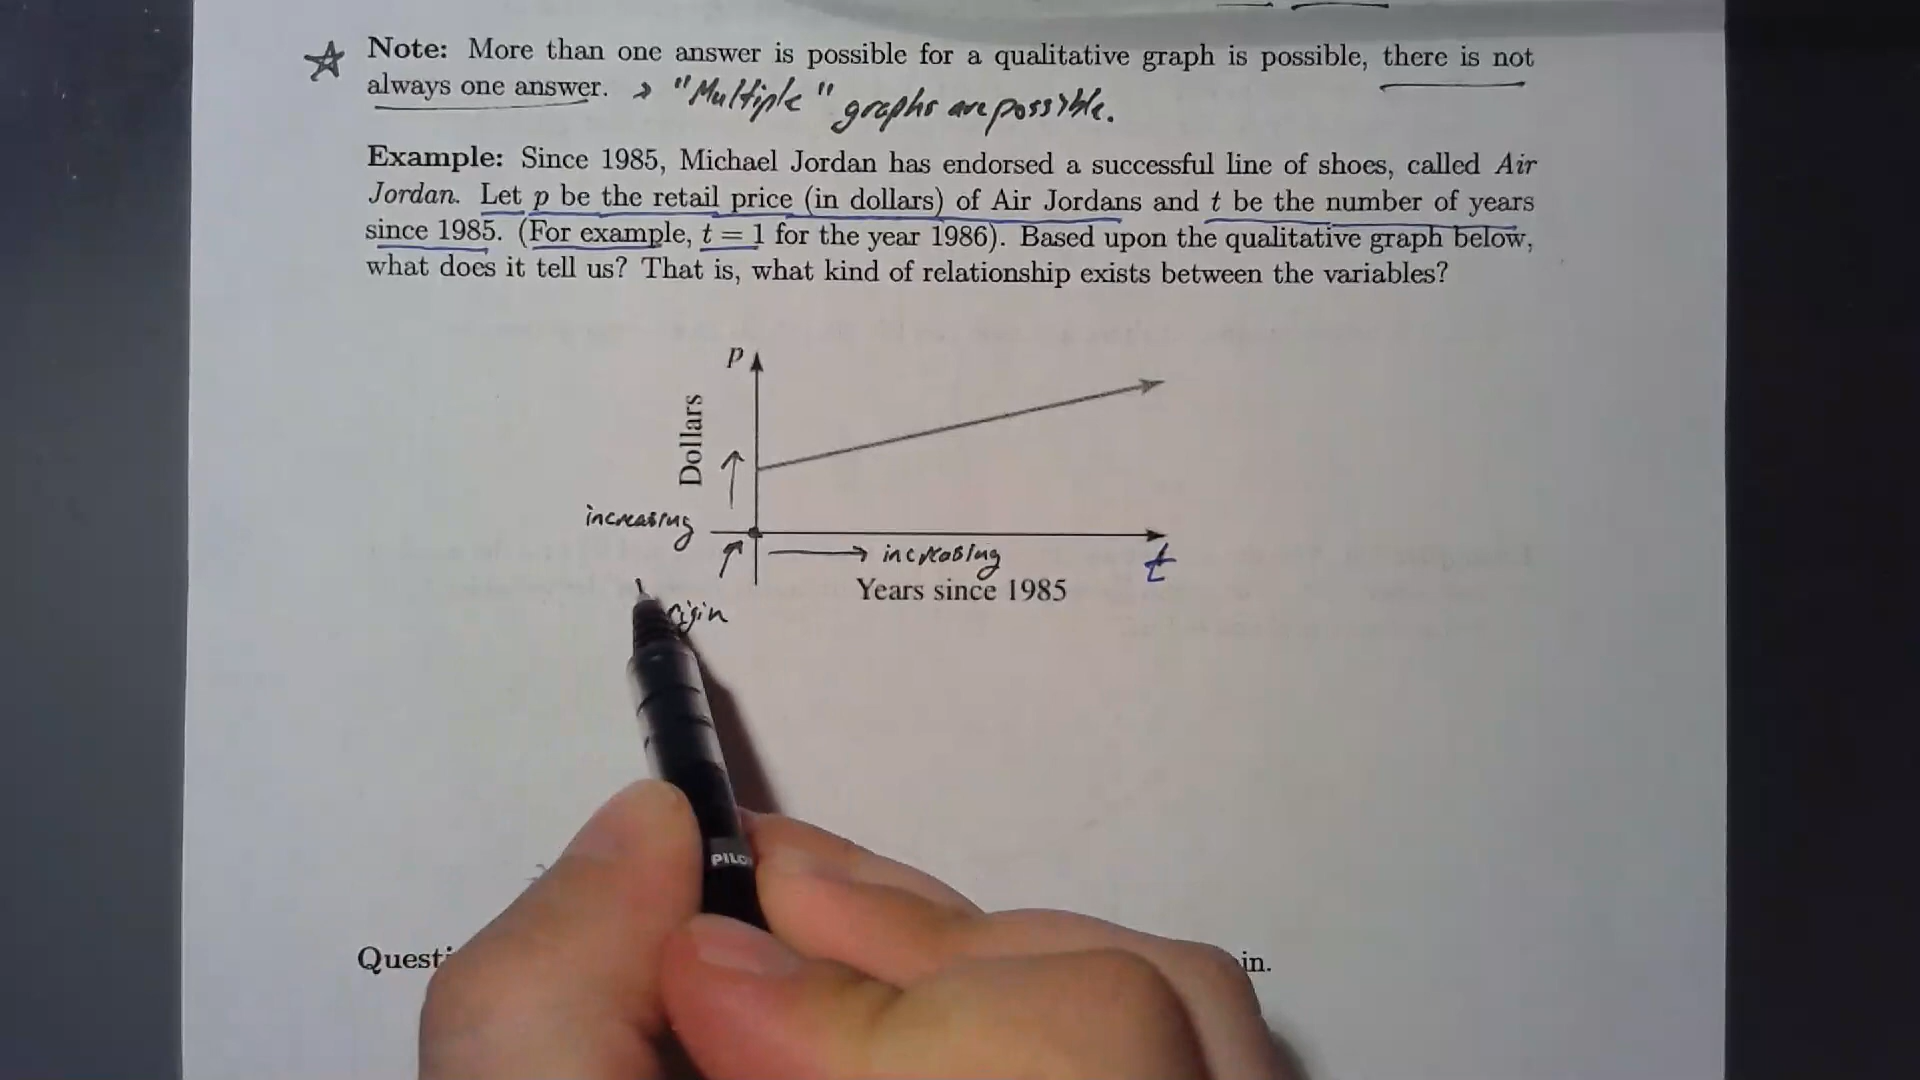 Note: More than one answer is possible for a qualitative graph is possible, there is not
always one answer. → "Multiple" graphs are possible.
Example: Since 1985, Michael Jordan has endorsed a successful line of shoes, called Air
Jordan. Let p be the retail price (in dollars) of Air Jordans and t be the number of years
since 1985. (For example, t = 1 for the year 1986). Based upon the qualitative graph below,
what does it tell us? That is, what kind of relationship exists between the variables?
p
Dollars
increasing
increasing
t
Years since 1985
PILO
in.